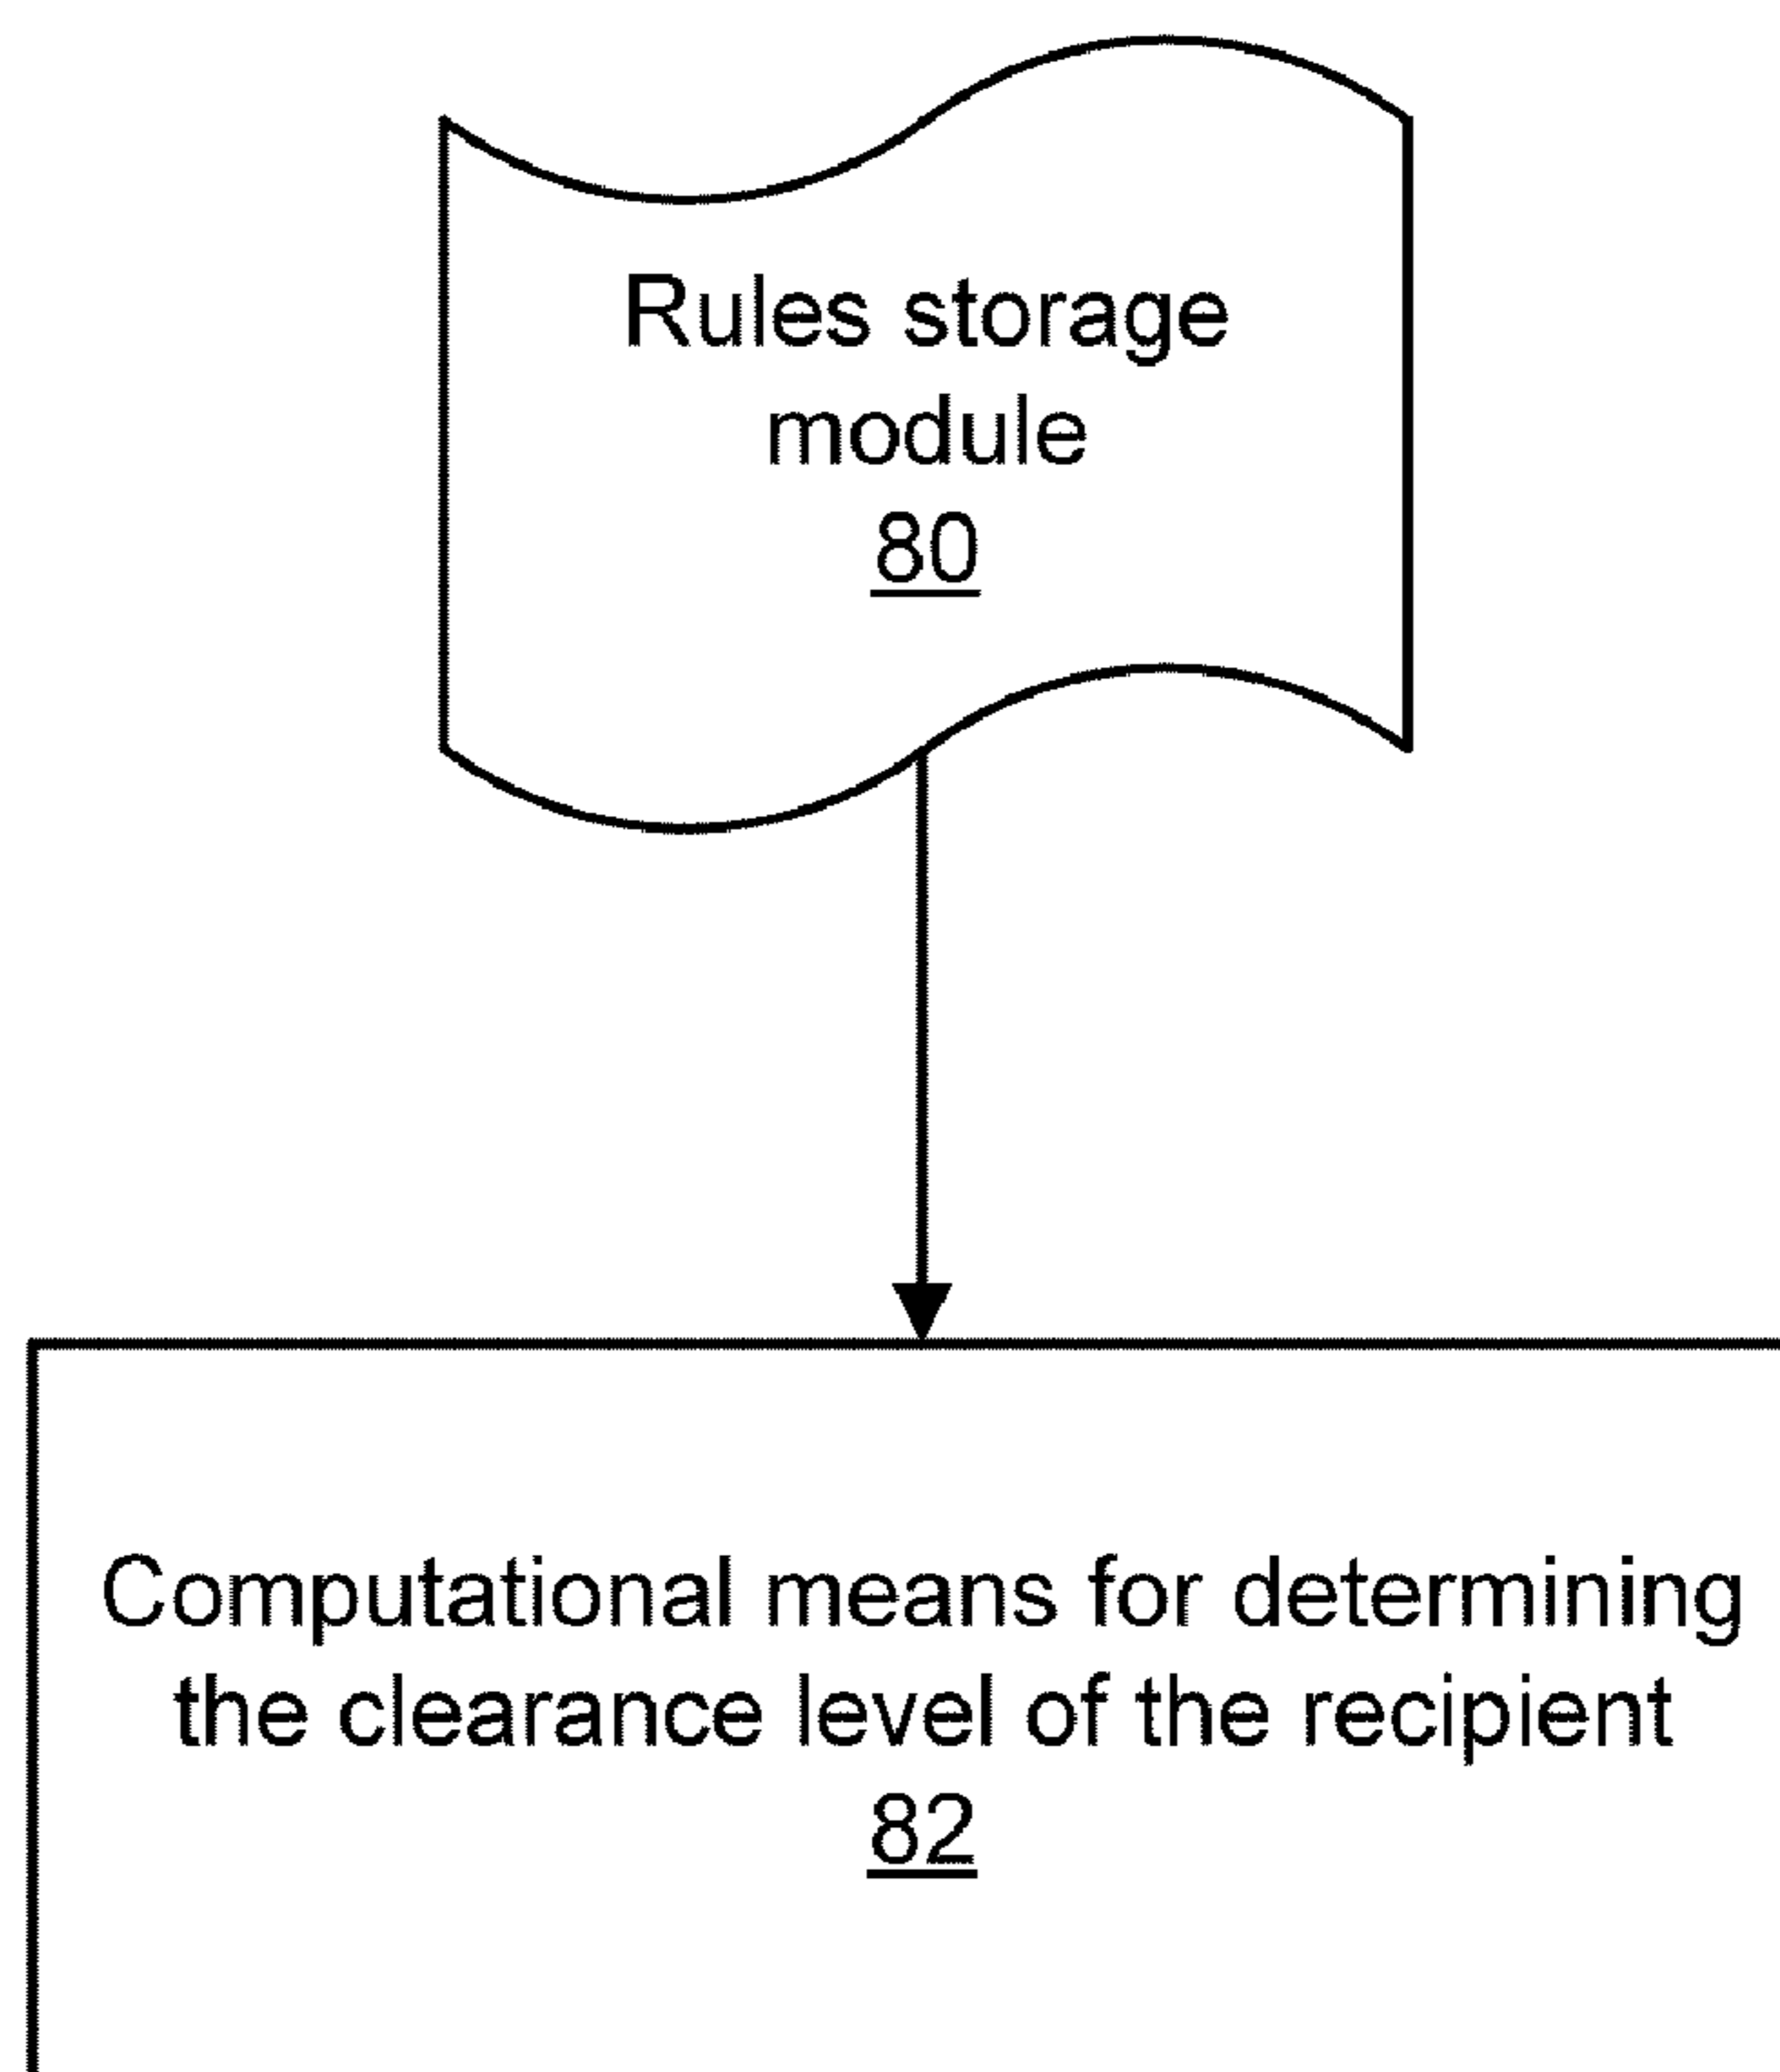 Rules storage
module
80
Computational means for determining
the clearance level of the recipient
82